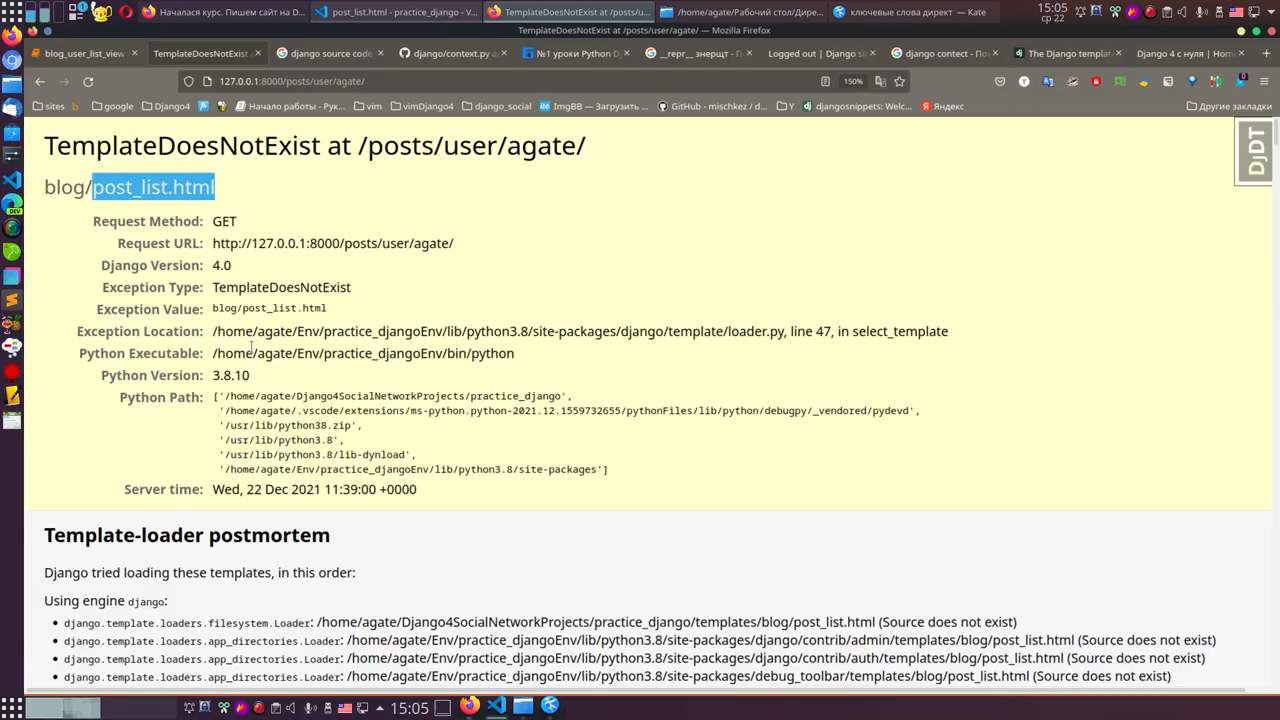 Началася курс. Пишем сайт на D...
post_list.html - practice_django - V...
TemplateDoesNotExist at /posts/u...
/home/agate/Рабочий стол/Дире...
ключевые слова директ — Kate
15:05
ср 22
TemplateDoesNotExist at /posts/user/agate/ — Mozilla Firefox
blog_user_list_view
TemplateDoesNotExist
django source code
django/context.py a
№1 уроки Python D
__repr__ энерщт - П
Logged out | Django si
django contect - По
The Django templat
Django 4 с нуля | Ho
127.0.0.1:8000/posts/user/agate/
150%
sites
google
Django4
Начало работы - Рук...
vim
vimDjango4
django_social
ImgBB — Загрузить ...
GitHub - mischkez / d...
Y
djangosnippets: Welc...
Яндекс
Другие закладки
TemplateDoesNotExist at /posts/user/agate/
DjDT
blog/post_list.html
Request Method: GET
Request URL: http://127.0.0.1:8000/posts/user/agate/
Django Version: 4.0
Exception Type: TemplateDoesNotExist
Exception Value: blog/post_list.html
Exception Location: /home/agate/Env/practice_djangoEnv/lib/python3.8/site-packages/django/template/loader.py, line 47, in select_template
Python Executable: /home/agate/Env/practice_djangoEnv/bin/python
Python Version: 3.8.10
Python Path: ['/home/agate/Django4SocialNetworkProjects/practice_django',
'/home/agate/.vscode/extensions/ms-python.python-2021.12.1559732655/pythonFiles/lib/python/debugpy/_vendored/pydevd',
'/usr/lib/python38.zip',
'/usr/lib/python3.8',
'/usr/lib/python3.8/lib-dynload',
'/home/agate/Env/practice_djangoEnv/lib/python3.8/site-packages']
Server time: Wed, 22 Dec 2021 11:39:00 +0000
Template-loader postmortem
Django tried loading these templates, in this order:
Using engine django:
• django.template.loaders.filesystem.Loader: /home/agate/Django4SocialNetworkProjects/practice_django/templates/blog/post_list.html (Source does not exist)
• django.template.loaders.app_directories.Loader: /home/agate/Env/practice_djangoEnv/lib/python3.8/site-packages/django/contrib/admin/templates/blog/post_list.html (Source does not exist)
• django.template.loaders.app_directories.Loader: /home/agate/Env/practice_djangoEnv/lib/python3.8/site-packages/django/contrib/auth/templates/blog/post_list.html (Source does not exist)
• django.template.loaders.app_directories.Loader: /home/agate/Env/practice_djangoEnv/lib/python3.8/site-packages/debug_toolbar/templates/blog/post_list.html (Source does not exist)
15:05